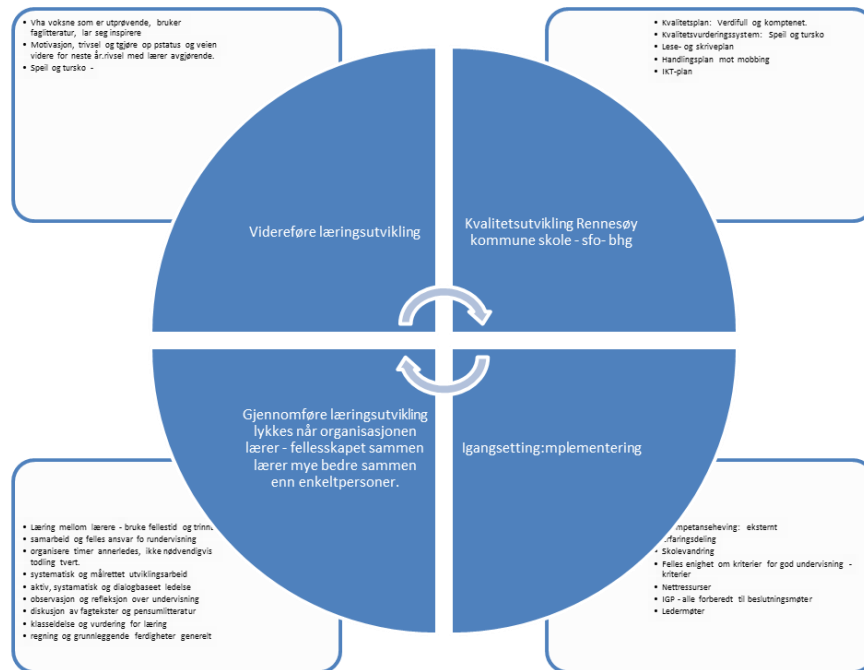 Vha voksne som er utprøvende, bruker
faglitteratur, lar seg inspirere
Motivasjon, trivsel og tgjøre op pstatus og veien
videre for neste år.rivsel med lærer avgjørende.
Speil og tursko -
Kvalitetsplan: Verdifull og komptenet.
Kvalitetsvurderingssystem: Speil og tursko
Lese- og skriveplan
Handlingsplan mot mobbing
IKT-plan
Videreføre læringsutvikling
Kvalitetsutvikling Rennesøy
kommune skole - sfo- bhg
Gjennomføre læringsutvikling
lykkes når organisasjonen
lærer - fellesskapet sammen
lærer mye bedre sammen
enn enkeltpersoner.
Igangsetting:mplementering
Læring mellom lærere - bruke fellestid og trinn
samarbeid og felles ansvar fo rundervisning
organisere timer annerledes, ikke nødvendigvis
todling tvert.
systematisk og målrettet utviklingsarbeid
aktiv, systamatisk og dialogbaseet ledelse
observasjon og refleksjon over undervisning
diskusjon av fagtekster og pensumlitteratur
klasseldelse og vurdering for læring
regning og grunnleggende ferdigheter generelt
mpetanseheving: eksternt
rfaringsdeling
Skolevandring
Felles enighet om kriterier for god undervisning -
kriterier
Nettressurser
IGP - alle forberedt til beslutningsmøter
Ledermøter